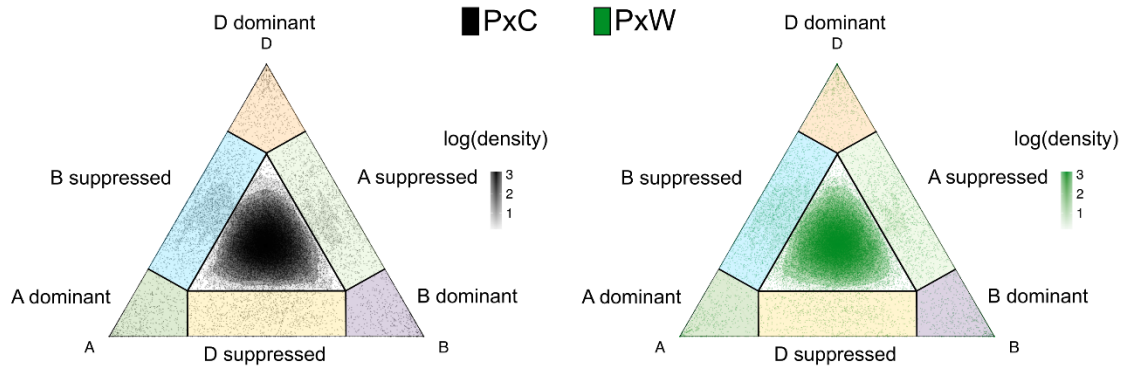 D dominant
D
PxC
PxW
D dominant
D
log(density)
3
2
1
B suppressed
A suppressed
A dominant
B dominant
A
B
D suppressed
log(density)
3
2
1
B suppressed
A suppressed
A dominant
B dominant
A
B
D suppressed